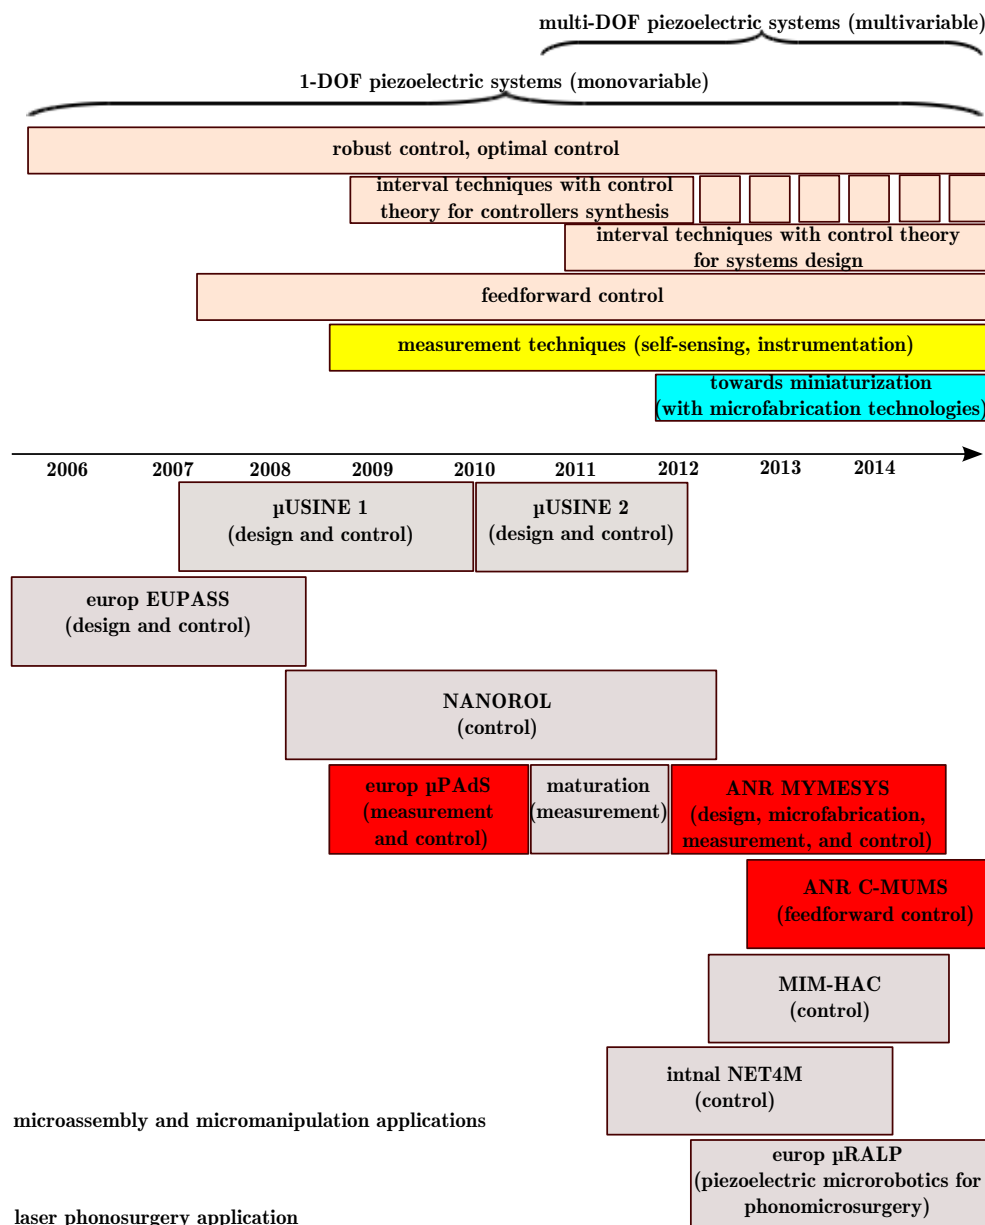 multi-DOF piezoelectric systems (multivariable)
1-DOF piezoelectric systems (monovariable)
robust control, optimal control
interval techniques with control
theory for controllers synthesis
interval techniques with control theory
for systems design
feedforward control
measurement techniques (self-sensing, instrumentation)
towards miniaturization
(with microfabrication technologies)
2006 2007 2008 2009 2010 2011 2012 2013 2014
µUSINE 1
(design and control)
µUSINE 2
(design and control)
europ EUPASS
(design and control)
NANOROL
(control)
europ µPAdS
(measurement
and control)
maturation
(measurement)
ANR MYMESYS
(design, microfabrication,
measurement, and control)
ANR C-MUMS
(feedforward control)
MIM-HAC
(control)
intnal NET4M
(control)
microassembly and micromanipulation applications
europ µRALP
(piezoelectric microrobotics for
phonomicrosurgery)
laser phonosurgery application